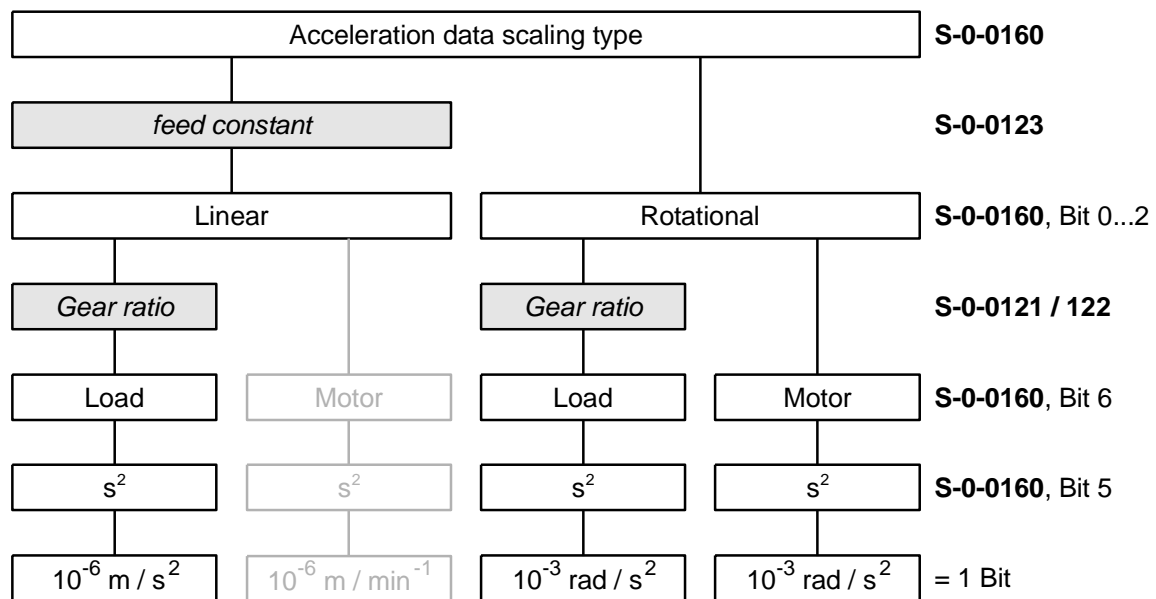 Acceleration data scaling type S-0-0160
feed constant S-0-0123
Linear Rotational S-0-0160, Bit 0...2
Gear ratio Gear ratio S-0-0121 / 122
Load Motor Load Motor S-0-0160, Bit 6
s² s² s² s² S-0-0160, Bit 5
10⁻⁶ m / s² 10⁻⁶ m / min⁻¹ 10⁻³ rad / s² 10⁻³ rad / s² = 1 Bit